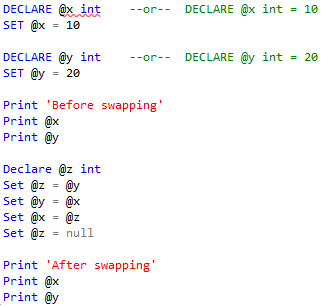 DECLARE @x int    --or--  DECLARE @x int = 10
SET @x = 10
DECLARE @y int    --or--  DECLARE @y int = 20
SET @y = 20
Print 'Before swapping'
Print @x
Print @y
Declare @z int
Set @z = @y
Set @y = @x
Set @x = @z
Set @z = null
Print 'After swapping'
Print @x
Print @y